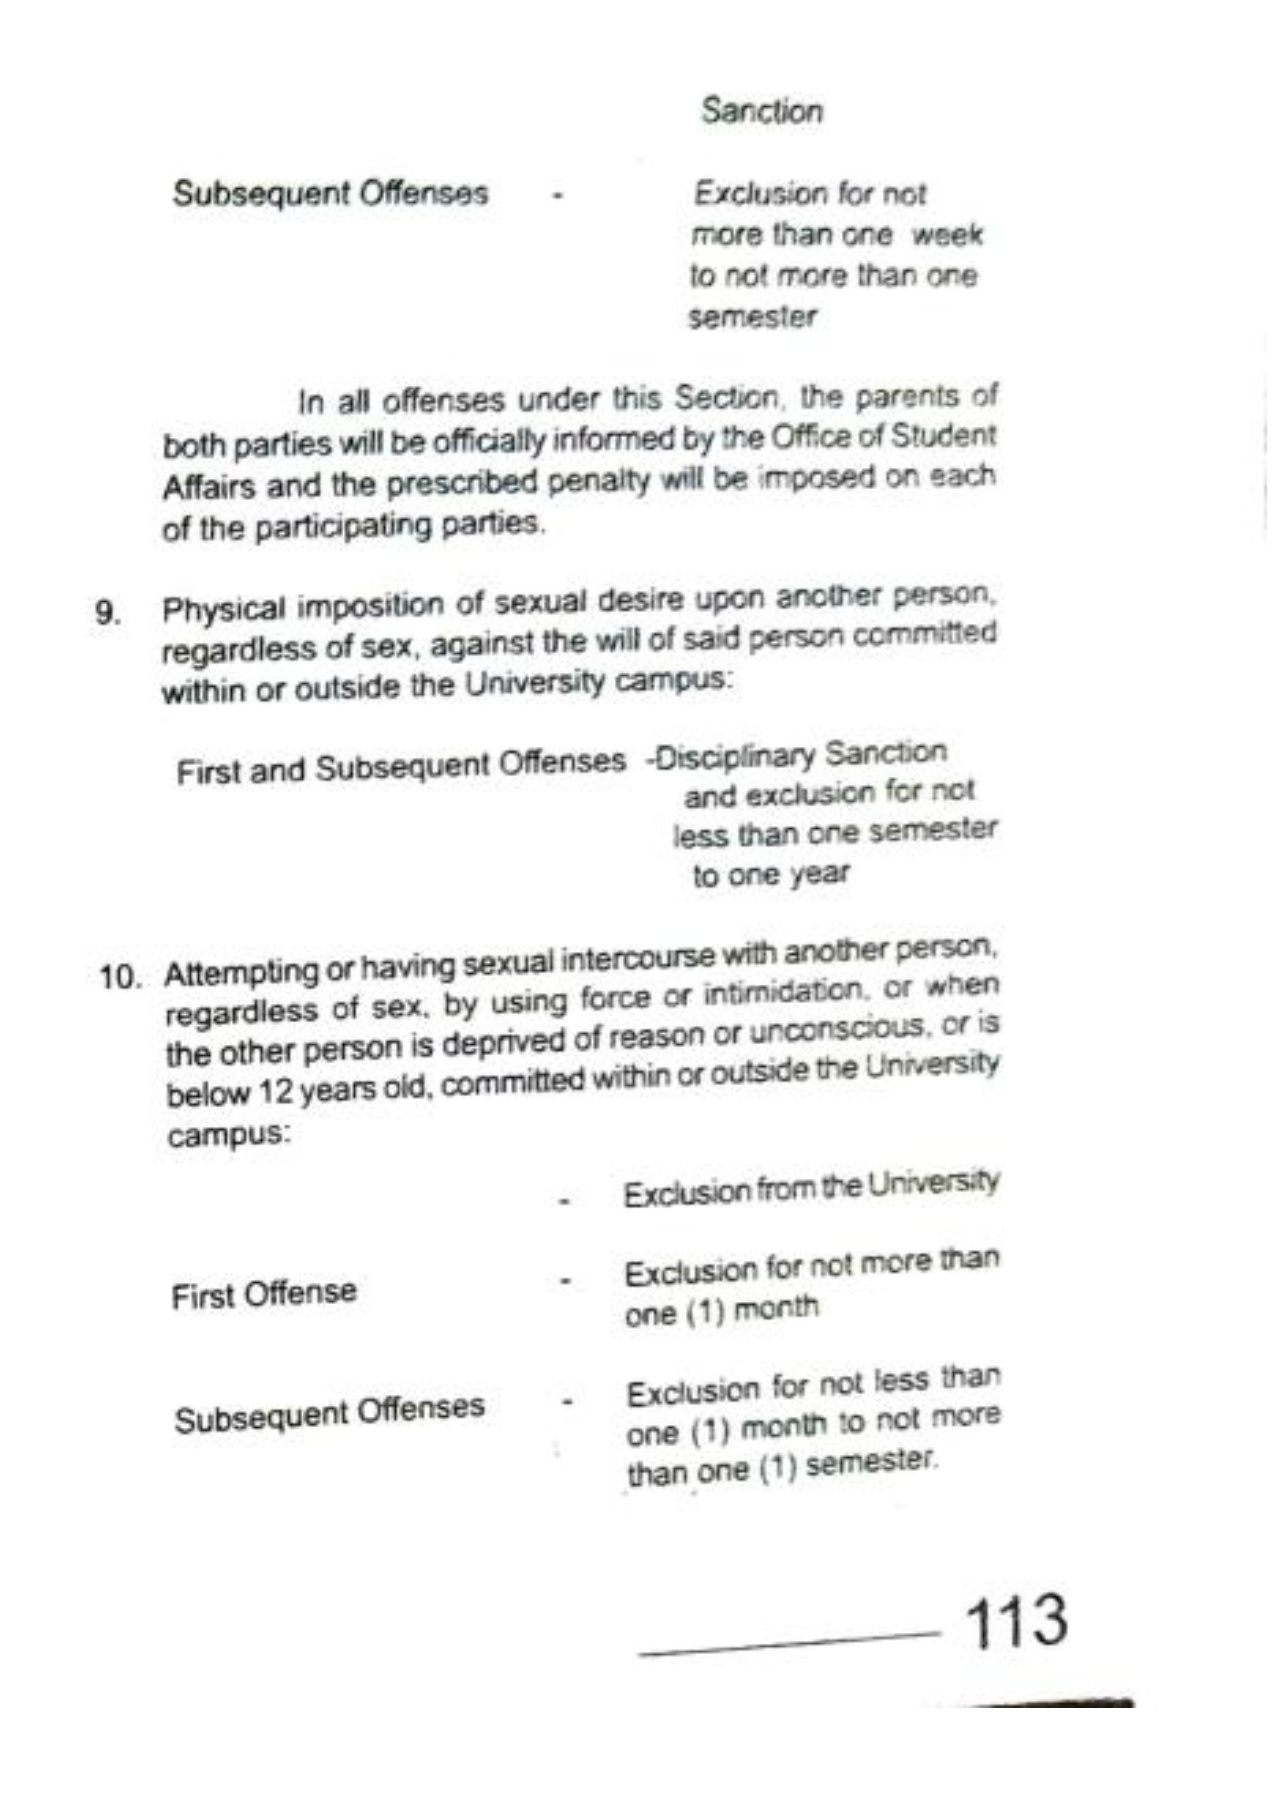 Sanction
Subsequent Offenses - Exclusion for not
more than one week
to not more than one
semester
In all offenses under this Section, the parents of
both parties will be officially informed by the Office of Student
Affairs and the prescribed penalty will be imposed on each
of the participating parties.
9. Physical imposition of sexual desire upon another person,
regardless of sex, against the will of said person committed
within or outside the University campus:
First and Subsequent Offenses -Disciplinary Sanction
and exclusion for not
less than one semester
to one year
10. Attempting or having sexual intercourse with another person,
regardless of sex, by using force or intimidation, or when
the other person is deprived of reason or unconscious, or is
below 12 years old, committed within or outside the University
campus:
- Exclusion from the University
First Offense - Exclusion for not more than
one (1) month
Subsequent Offenses - Exclusion for not less than
one (1) month to not more
than one (1) semester.
113